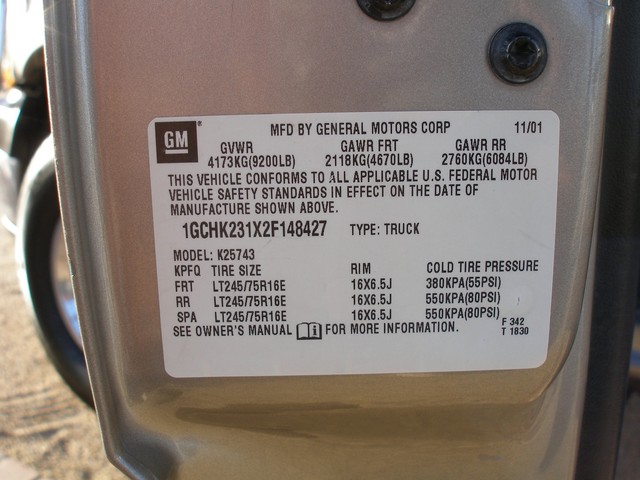 GM
MFD BY GENERAL MOTORS CORP 11/01
GVWR GAWR FRT GAWR RR
4173KG(9200LB) 2118KG(4670LB) 2760KG(6084LB)
THIS VEHICLE CONFORMS TO ALL APPLICABLE U.S. FEDERAL MOTOR
VEHICLE SAFETY STANDARDS IN EFFECT ON THE DATE OF
MANUFACTURE SHOWN ABOVE.
1GCHK231X2F148427 TYPE: TRUCK
MODEL: K25743
KPFQ TIRE SIZE RIM COLD TIRE PRESSURE
FRT LT245/75R16E 16X6.5J 380KPA(55PSI)
RR LT245/75R16E 16X6.5J 550KPA(80PSI)
SPA LT245/75R16E 16X6.5J 550KPA(80PSI)
SEE OWNER'S MANUAL i FOR MORE INFORMATION.
F 342
T 1830